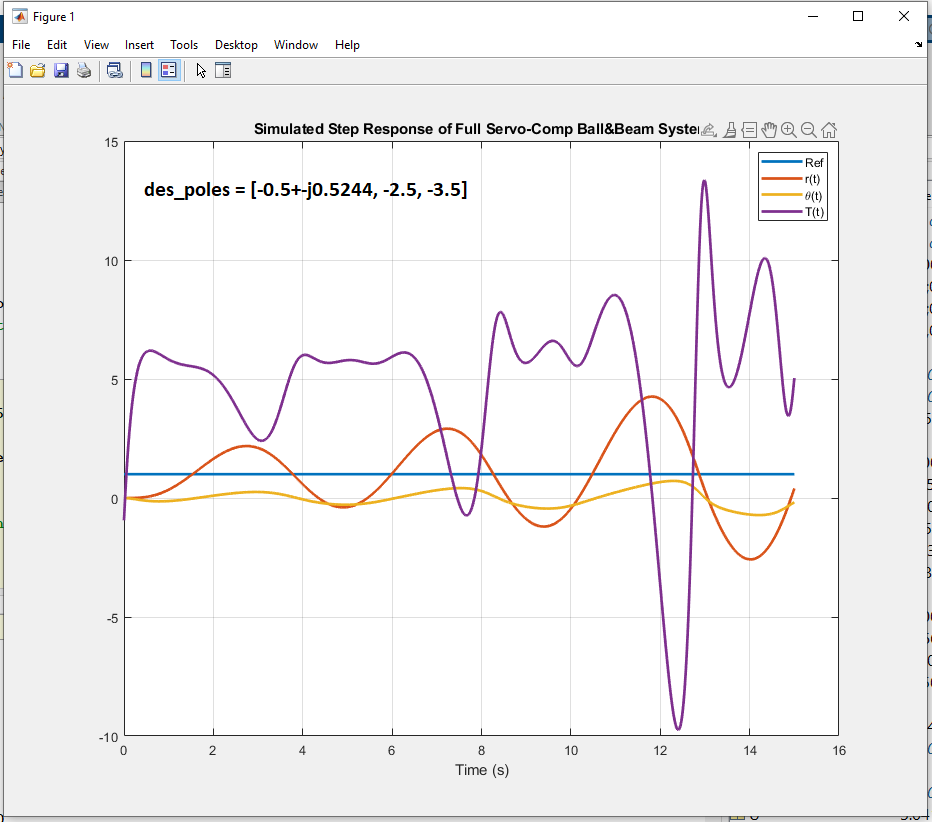 Figure 1
File Edit View Insert Tools Desktop Window Help
Simulated Step Response of Full Servo-Comp Ball&Beam System
des_poles = [-0.5+-j0.5244, -2.5, -3.5]
Ref
r(t)
θ(t)
T(t)
15
10
5
0
-5
-10
0 2 4 6 8 10 12 14 16
Time (s)